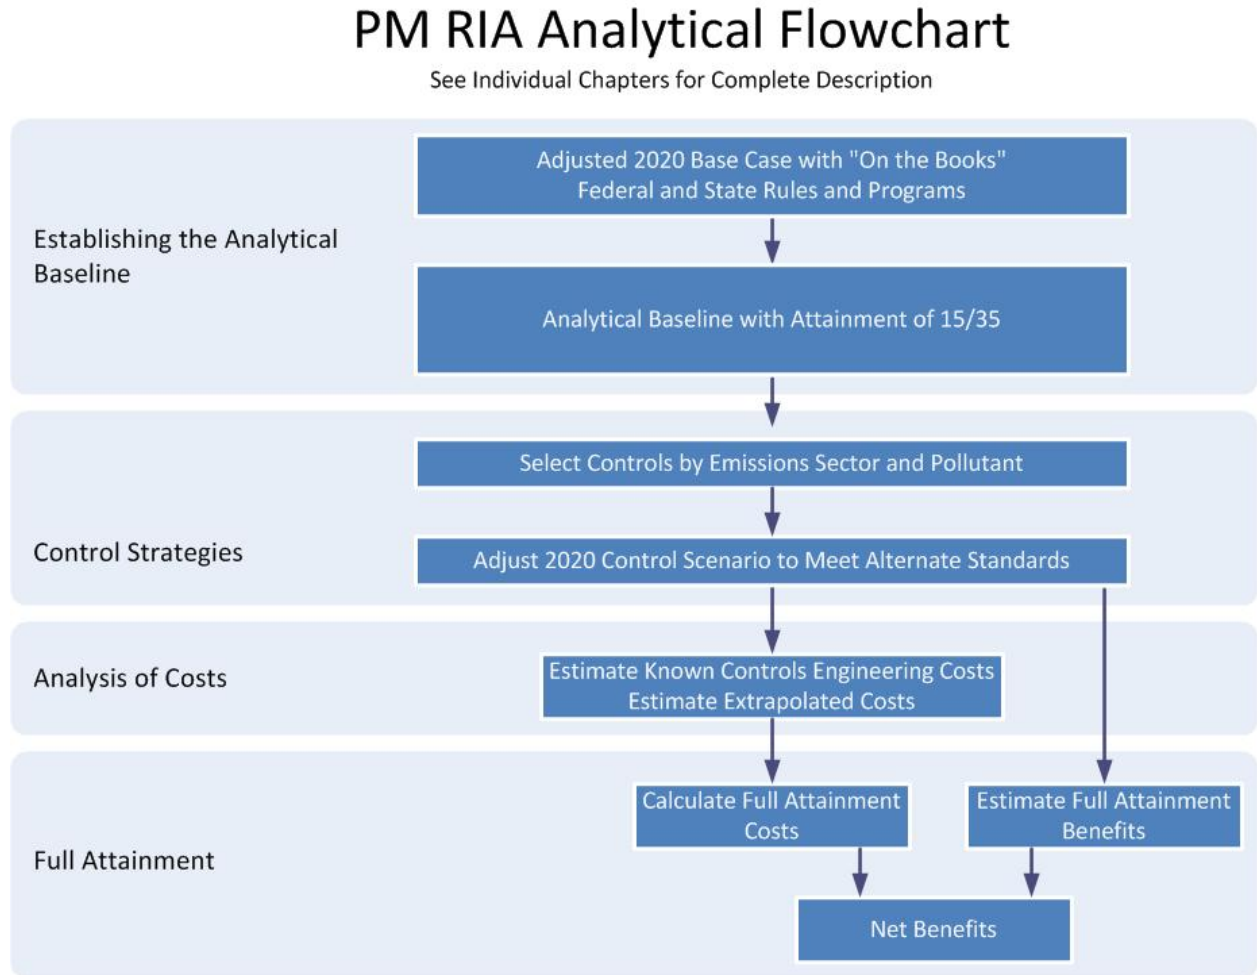 PM RIA Analytical Flowchart
See Individual Chapters for Complete Description
Establishing the Analytical
Baseline
Adjusted 2020 Base Case with "On the Books"
Federal and State Rules and Programs
Analytical Baseline with Attainment of 15/35
Control Strategies
Select Controls by Emissions Sector and Pollutant
Adjust 2020 Control Scenario to Meet Alternate Standards
Analysis of Costs
Estimate Known Controls Engineering Costs
Estimate Extrapolated Costs
Full Attainment
Calculate Full Attainment
Costs
Estimate Full Attainment
Benefits
Net Benefits